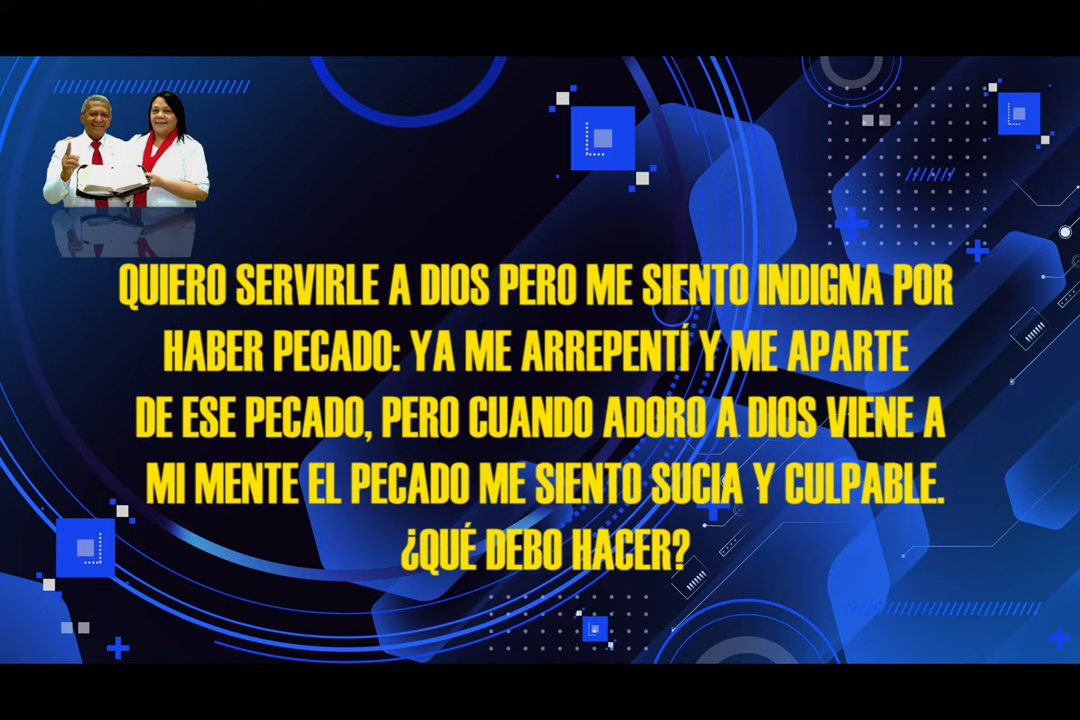 QUIERO SERVIRLE A DIOS PERO ME SIENTO INDIGNA POR
HABER PECADO: YA ME ARREPENTÍ Y ME APARTE
DE ESE PECADO, PERO CUANDO ADORO A DIOS VIENE A
MI MENTE EL PECADO ME SIENTO SUCIA Y CULPABLE.
¿QUÉ DEBO HACER?